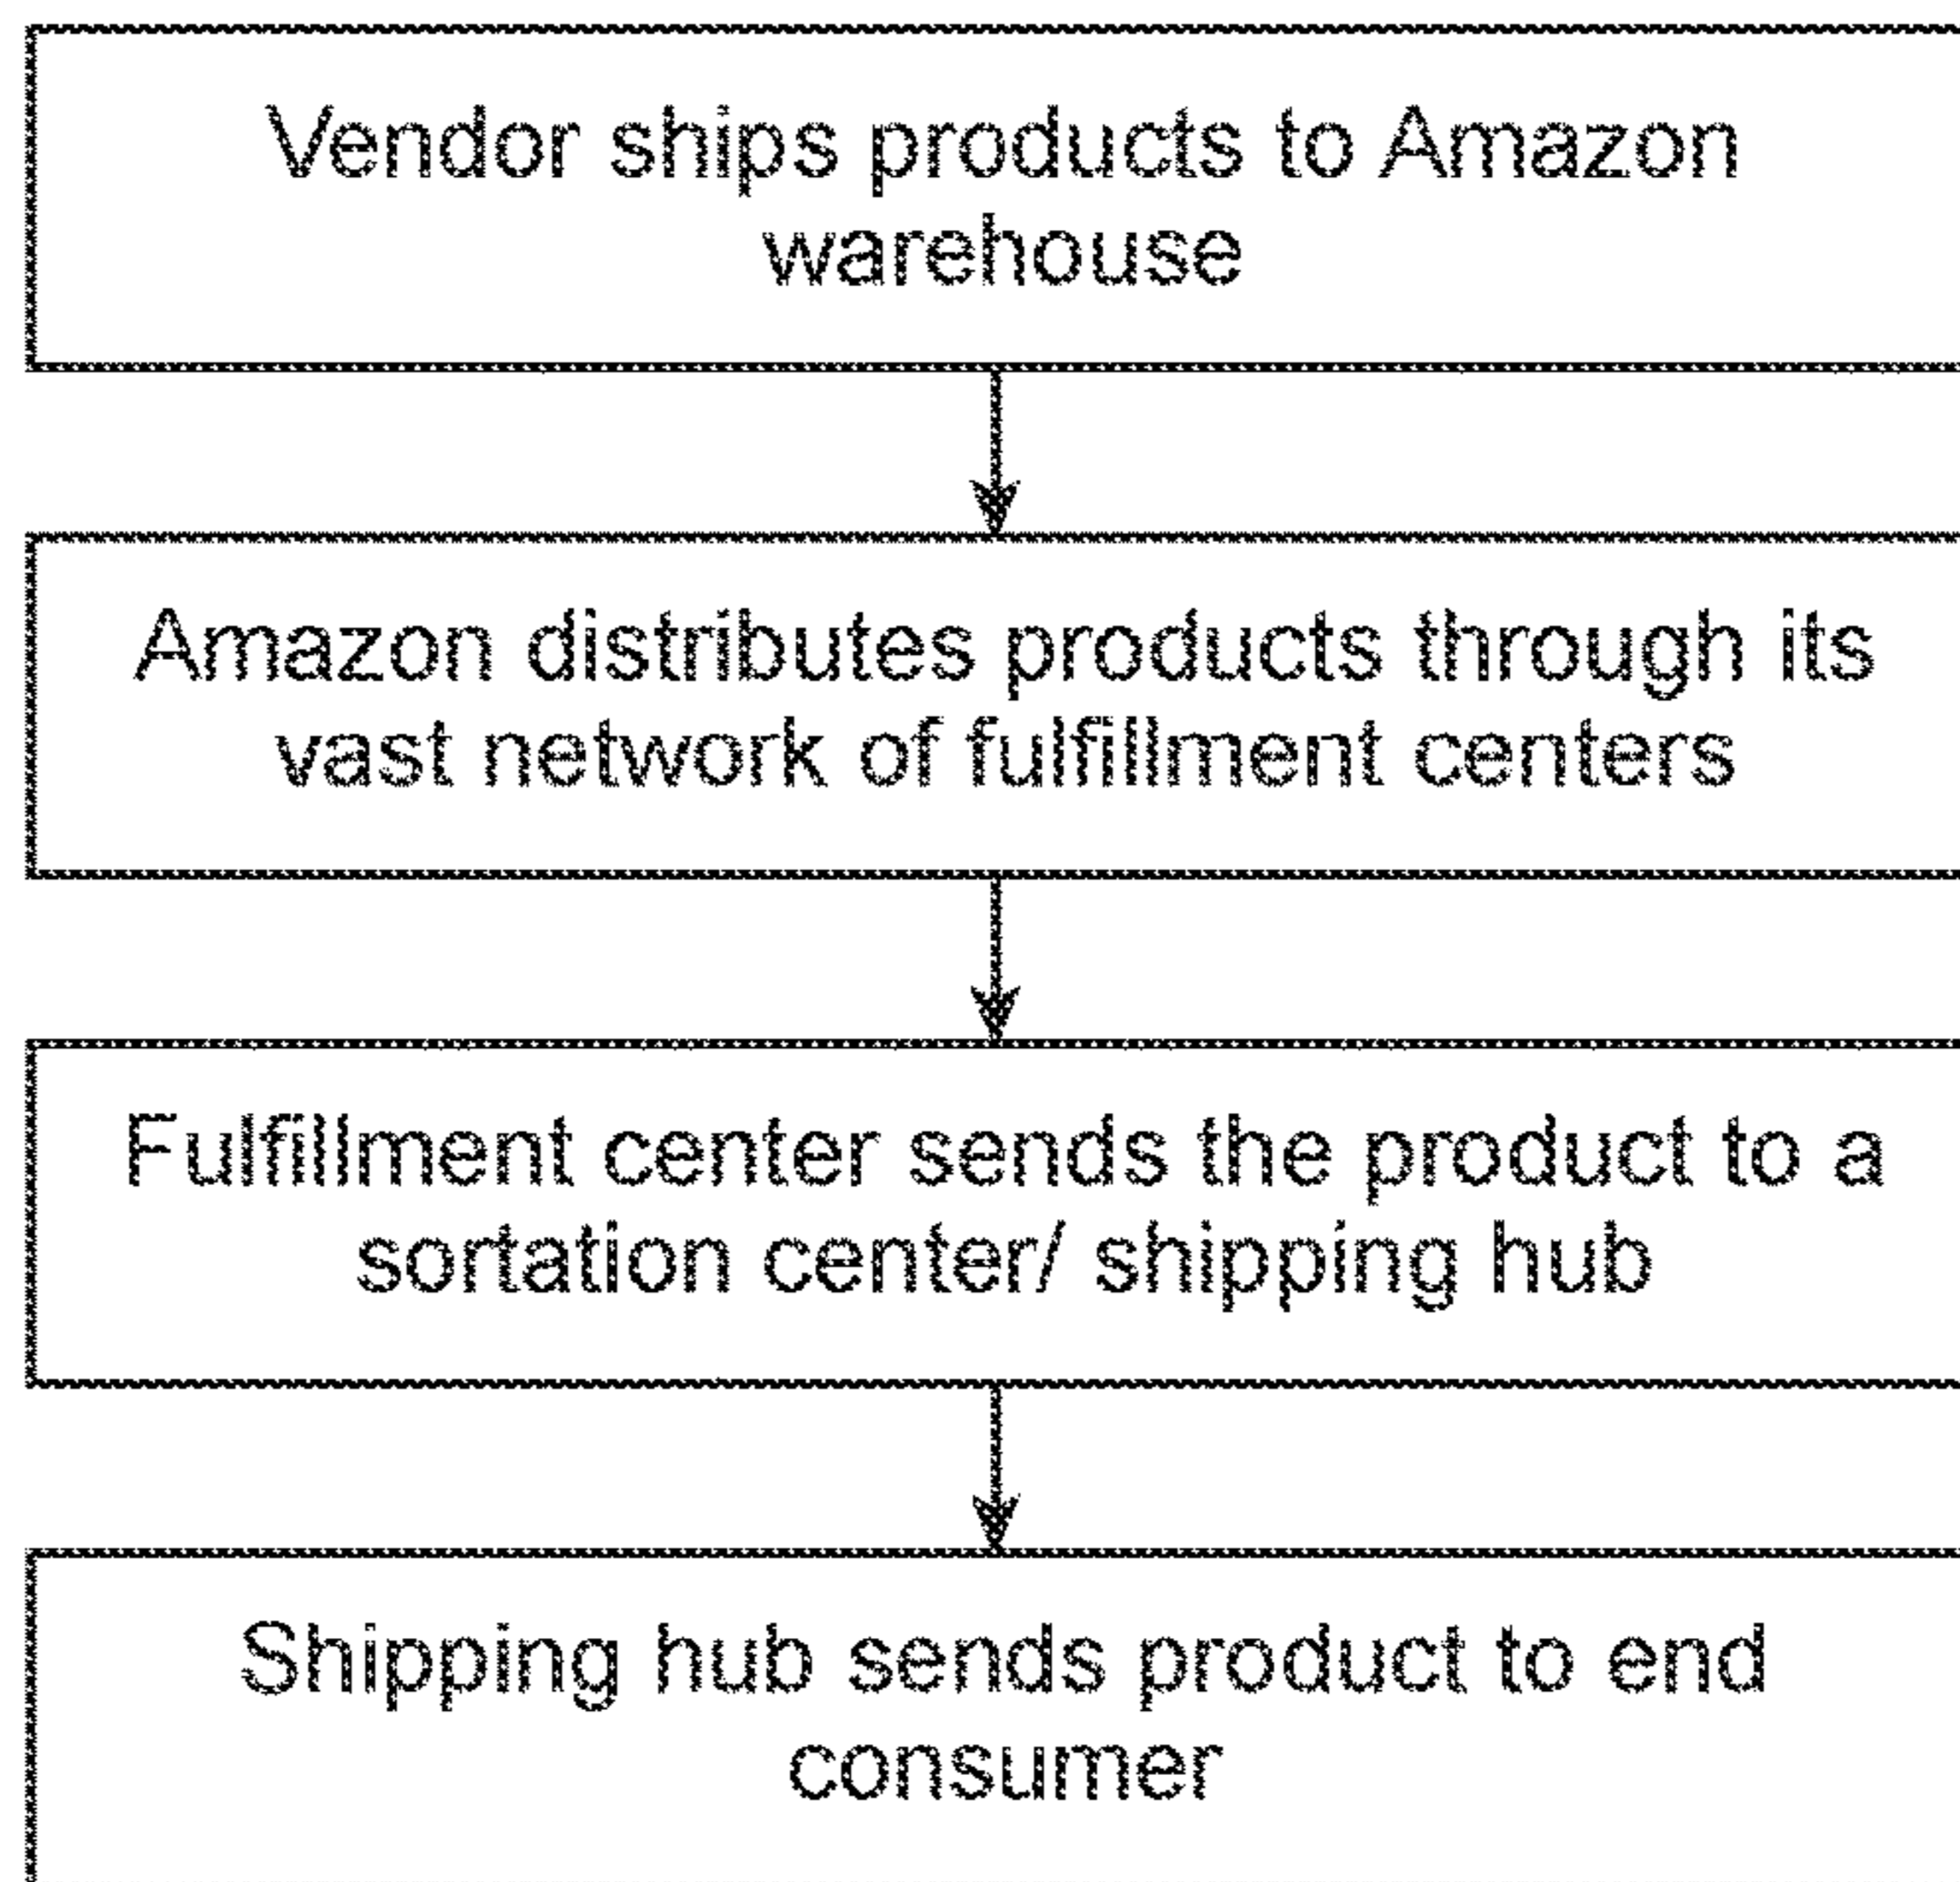 Vendor ships products to Amazon
warehouse
Amazon distributes products through its
vast network of fulfillment centers
Fulfillment center sends the product to a
sortation center/ shipping hub
Shipping hub sends product to end
consumer